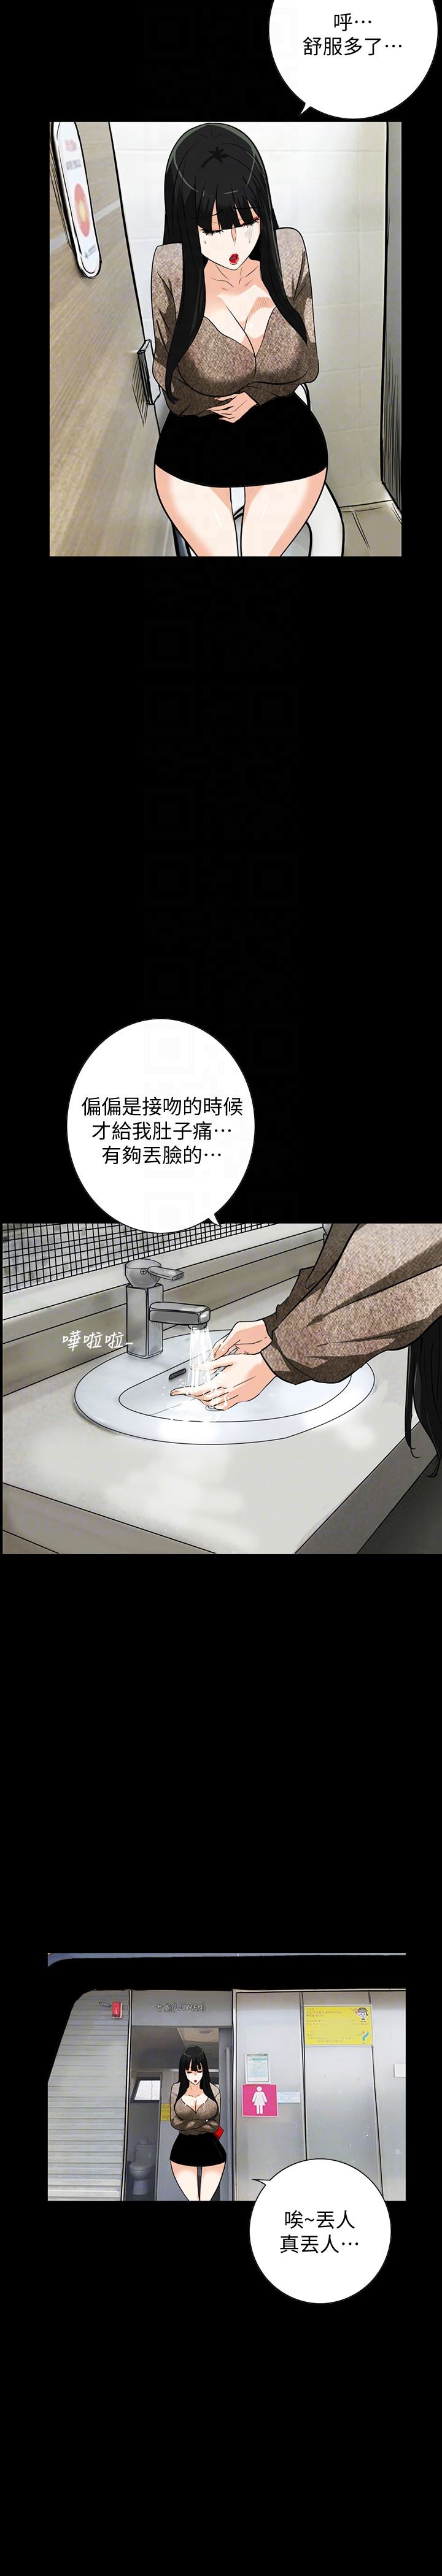 呼⋯
舒服多了⋯
偏偏是接吻的時候
才給我肚子痛⋯
有夠丟臉的⋯
嘩啦啦~
唉~丟人
真丟人⋯